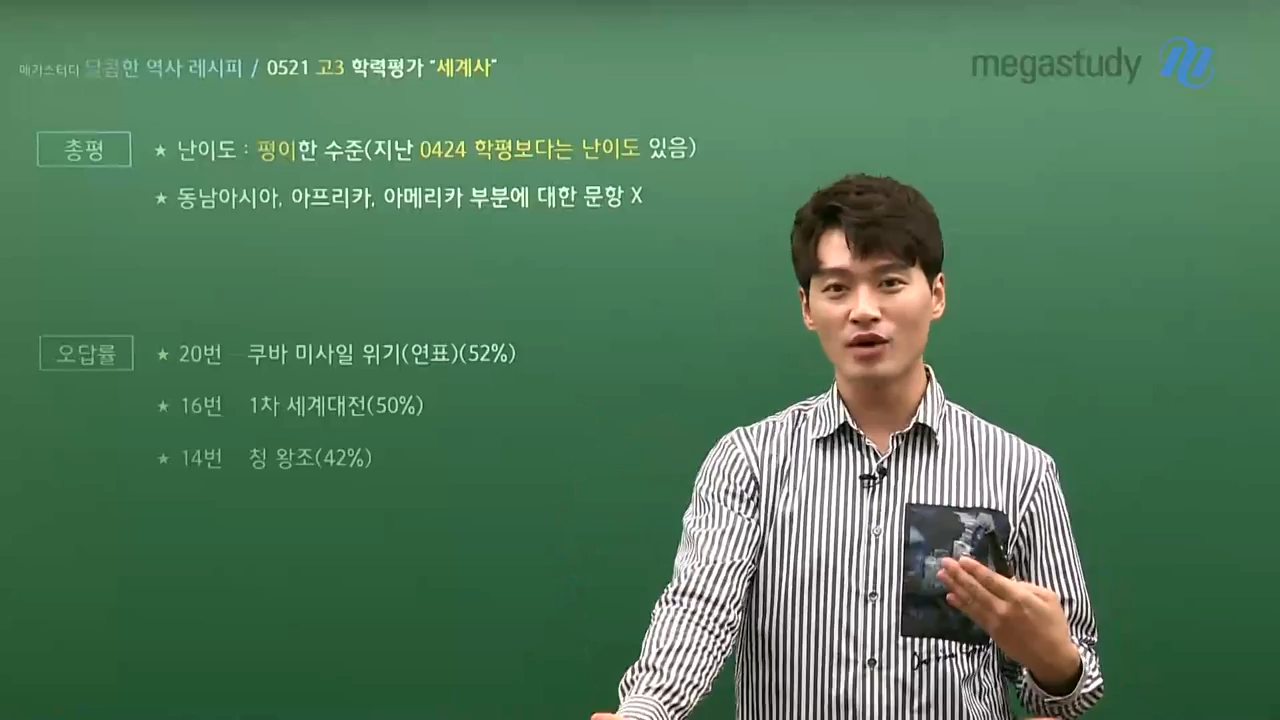 메가스터디 달콤한 역사 레시피 / 0521 고3 학력평가 "세계사"
megastudy
총평
★ 난이도 : 평이한 수준(지난 0424 학평보다는 난이도 있음)
★ 동남아시아, 아프리카, 아메리카 부분에 대한 문항 X
오답률
★ 20번 쿠바 미사일 위기(연표)(52%)
★ 16번 1차 세계대전(50%)
★ 14번 청 왕조(42%)